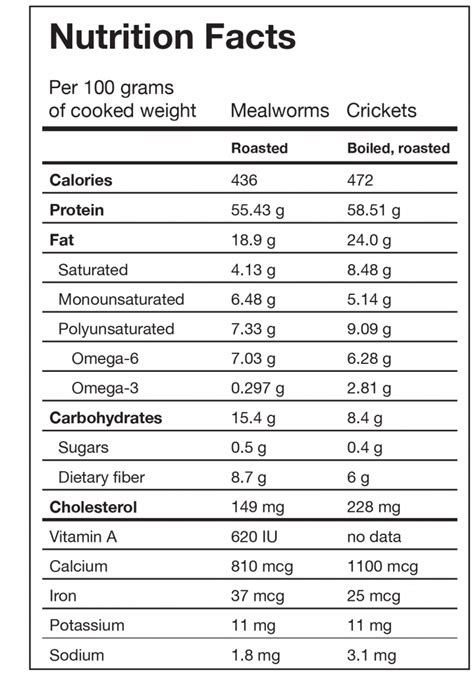 Nutrition Facts
Per 100 grams
of cooked weight Mealworms Crickets
Roasted Boiled, roasted
Calories 436 472
Protein 55.43 g 58.51 g
Fat 18.9 g 24.0 g
Saturated 4.13 g 8.48 g
Monounsaturated 6.48 g 5.14 g
Polyunsaturated 7.33 g 9.09 g
Omega-6 7.03 g 6.28 g
Omega-3 0.297 g 2.81 g
Carbohydrates 15.4 g 8.4 g
Sugars 0.5 g 0.4 g
Dietary fiber 8.7 g 6 g
Cholesterol 149 mg 228 mg
Vitamin A 620 IU no data
Calcium 810 mcg 1100 mcg
Iron 37 mcg 25 mcg
Potassium 11 mg 11 mg
Sodium 1.8 mg 3.1 mg